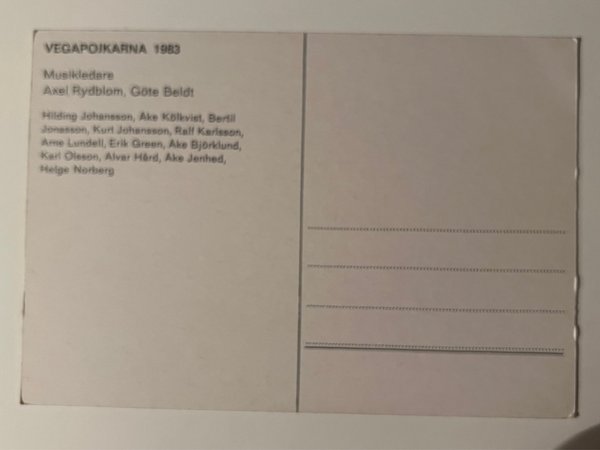 VEGAPOJKARNA 1983
Musikledare
Axel Rydblom, Göte Beldt
Hilding Johansson, Åke Kölkvist, Bertil
Jonasson, Kurt Johansson, Ralf Karlsson,
Arne Lundell, Erik Green, Åke Björklund,
Karl Olsson, Alvar Hård, Åke Jenhed,
Helge Norberg